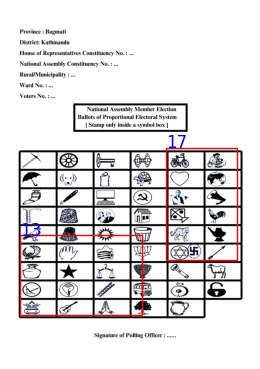 Province : Bagmati
District: Kathmandu
House of Representatives Constituency No. : ...
National Assembly Constituency No. : ...
Rural/Municipality : ...
Ward No. : ...
Voters No. : ...
National Assembly Member Election
Ballots of Proportional Electoral System
[ Stamp only inside a symbol box ]
17
13
Signature of Polling Officer : ......